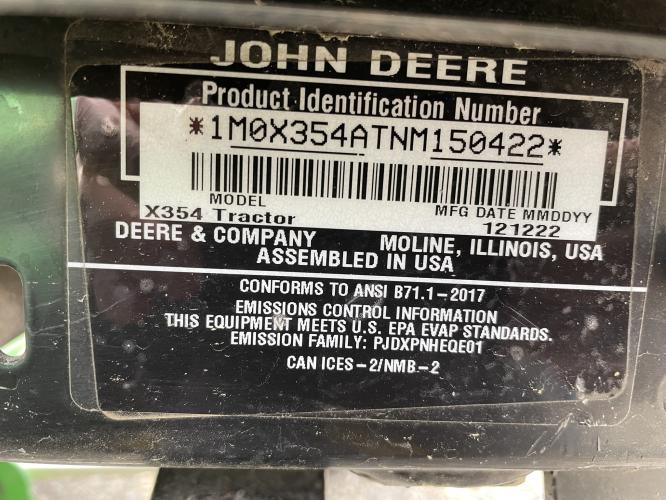 JOHN DEERE
Product Identification Number
*1M0X354ATNM150422*
MODEL
X354 Tractor
MFG DATE MMDDYY
121222
DEERE & COMPANY MOLINE, ILLINOIS, USA
ASSEMBLED IN USA
CONFORMS TO ANSI B71.1-2017
EMISSIONS CONTROL INFORMATION
THIS EQUIPMENT MEETS U.S. EPA EVAP STANDARDS.
EMISSION FAMILY: PJDXPNHEQE01
CAN ICES-2/NMB-2